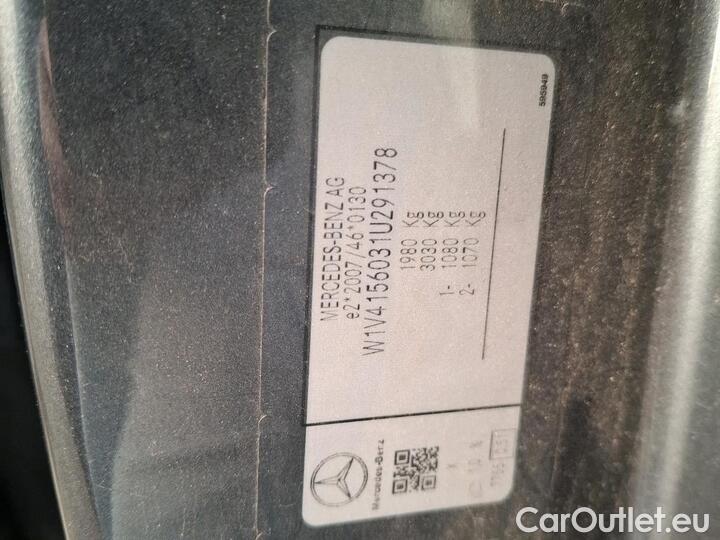 MERCEDES-BENZ AG
e2*2007/46*0130
W1V4156031U291378
1980 Kg
3030 Kg
1- 1080 Kg
2- 1070 Kg
Mercedes-Benz
595949
CarOutlet.eu